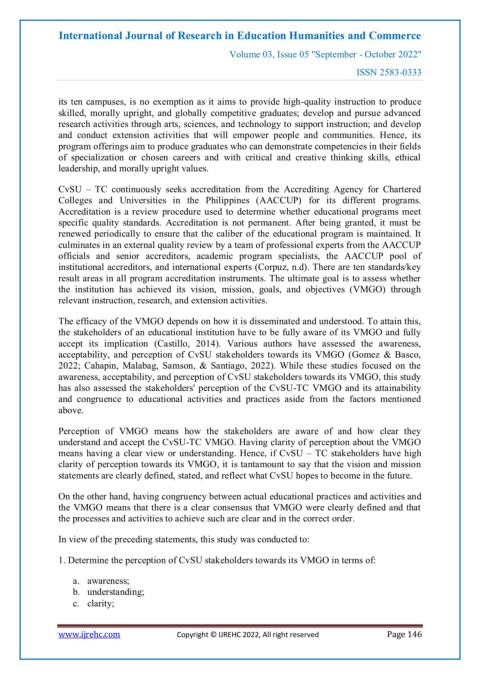 International Journal of Research in Education Humanities and Commerce
Volume 03, Issue 05 "September - October 2022"
ISSN 2583-0333
its ten campuses, is no exemption as it aims to provide high-quality instruction to produce
skilled, morally upright, and globally competitive graduates; develop and pursue advanced
research activities through arts, sciences, and technology to support instruction; and develop
and conduct extension activities that will empower people and communities. Hence, its
program offerings aim to produce graduates who can demonstrate competencies in their fields
of specialization or chosen careers and with critical and creative thinking skills, ethical
leadership, and morally upright values.
CvSU – TC continuously seeks accreditation from the Accrediting Agency for Chartered
Colleges and Universities in the Philippines (AACCUP) for its different programs.
Accreditation is a review procedure used to determine whether educational programs meet
specific quality standards. Accreditation is not permanent. After being granted, it must be
renewed periodically to ensure that the caliber of the educational program is maintained. It
culminates in an external quality review by a team of professional experts from the AACCUP
officials and senior accreditors, academic program specialists, the AACCUP pool of
institutional accreditors, and international experts (Corpuz, n.d). There are ten standards/key
result areas in all program accreditation instruments. The ultimate goal is to assess whether
the institution has achieved its vision, mission, goals, and objectives (VMGO) through
relevant instruction, research, and extension activities.
The efficacy of the VMGO depends on how it is disseminated and understood. To attain this,
the stakeholders of an educational institution have to be fully aware of its VMGO and fully
accept its implication (Castillo, 2014). Various authors have assessed the awareness,
acceptability, and perception of CvSU stakeholders towards its VMGO (Gomez & Basco,
2022; Cahapin, Malabag, Samson, & Santiago, 2022). While these studies focused on the
awareness, acceptability, and perception of CvSU stakeholders towards its VMGO, this study
has also assessed the stakeholders' perception of the CvSU-TC VMGO and its attainability
and congruence to educational activities and practices aside from the factors mentioned
above.
Perception of VMGO means how the stakeholders are aware of and how clear they
understand and accept the CvSU-TC VMGO. Having clarity of perception about the VMGO
means having a clear view or understanding. Hence, if CvSU – TC stakeholders have high
clarity of perception towards its VMGO, it is tantamount to say that the vision and mission
statements are clearly defined, stated, and reflect what CvSU hopes to become in the future.
On the other hand, having congruency between actual educational practices and activities and
the VMGO means that there is a clear consensus that VMGO were clearly defined and that
the processes and activities to achieve such are clear and in the correct order.
In view of the preceding statements, this study was conducted to:
1. Determine the perception of CvSU stakeholders towards its VMGO in terms of:
a. awareness;
b. understanding;
c. clarity;
www.ijrehc.com Copyright © IJREHC 2022, All right reserved Page 146